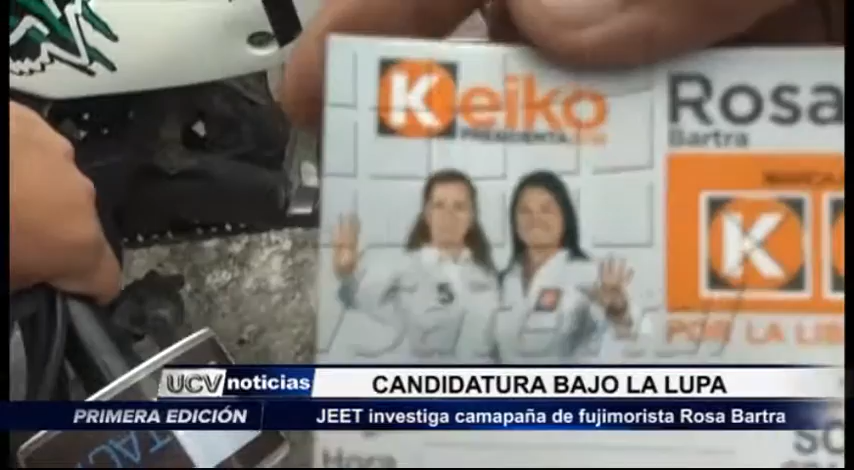 Keiko
PRESIDENTA
Rosa
Bartra
K
POR LA LIB
S
UCV noticias
CANDIDATURA BAJO LA LUPA
PRIMERA EDICIÓN
JEET investiga camapaña de fujimorista Rosa Bartra
Hora